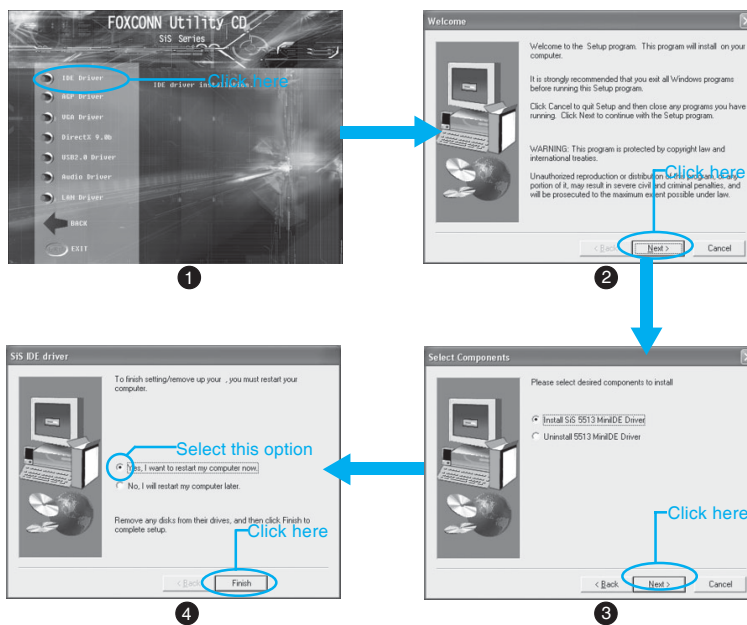 FOXCONN Utility CD
SiS Series
IDE Driver
Click here
IDE driver installation.
AGP Driver
VGA Driver
DirectX 9.0b
USB2.0 Driver
Audio Driver
LAN Driver
BACK
EXIT
1
Welcome
Welcome to the Setup program. This program will install on your
computer.
It is strongly recommended that you exit all Windows programs
before running this Setup program.
Click Cancel to quit Setup and then close any programs you have
running. Click Next to continue with the Setup program.
WARNING: This program is protected by copyright law and
international treaties.
Unauthorized reproduction or distribution of this program, or any
portion of it, may result in severe civil and criminal penalties, and
will be prosecuted to the maximum extent possible under law.
Click here
< Back
Next >
Cancel
2
Select Components
Please select desired components to install
Install SiS 5513 MiniIDE Driver
Uninstall 5513 MiniIDE Driver
Click here
< Back
Next >
Cancel
3
SiS IDE driver
To finish setting/remove up your , you must restart your
computer.
Select this option
Yes, I want to restart my computer now.
No, I will restart my computer later.
Remove any disks from their drives, and then click Finish to
complete setup.
Click here
< Back
Finish
4